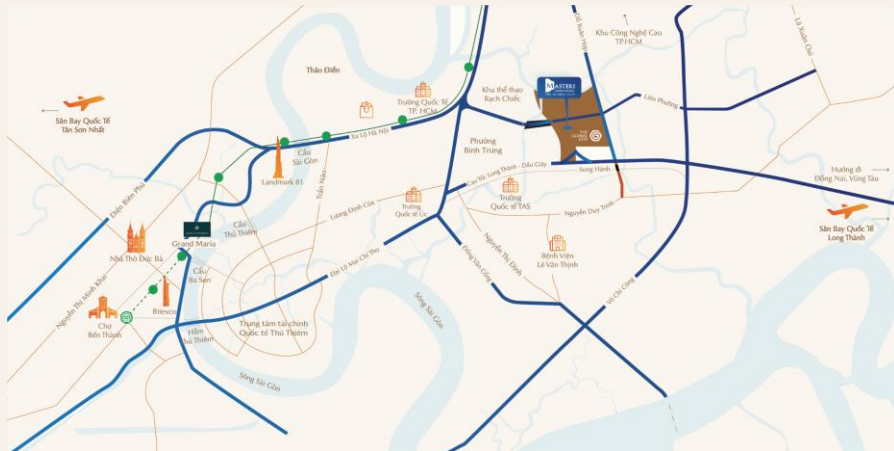 Đỗ Xuân Hợp
Lã Xuân Oai
Khu Công Nghệ Cao
TP.HCM
Thảo Điền
Khu thể thao
Rạch Chiếc
MASTERI
THE GLOBAL CITY
Liên Phường
Trường Quốc Tế
TP. HCM
Sân Bay Quốc Tế
Tân Sơn Nhất
Xa Lộ Hà Nội
THE
GLOBAL
CITY
Cầu
Sài Gòn
Phường
Bình Trưng
Landmark 81
Trần Não
Cao Tốc Long Thành - Dầu Giây
Song Hành
Hướng đi
Đồng Nai, Vũng Tàu
Điện Biên Phủ
Lương Định Của
Trường
Quốc tế Lic
Trường
Quốc tế TAS
Nguyễn Duy Trinh
Cầu
Thủ Thiêm
Grand Maria
Nhà Thờ Đức Bà
Sân Bay Quốc Tế
Long Thành
Nguyễn Thị Định
Bệnh Viện
Lê Văn Thịnh
Đồng Văn Cống
Võ Chí Công
Đại Lộ Mai Chí Thọ
Cầu
Ba Son
Nguyễn Thị Minh Khai
Bitexco
Chợ
Bến Thành
Hầm
Thủ Thiêm
Trung tâm tài chính
Quốc tế Thủ Thiêm
Sông Sài Gòn
Sông Sài Gòn